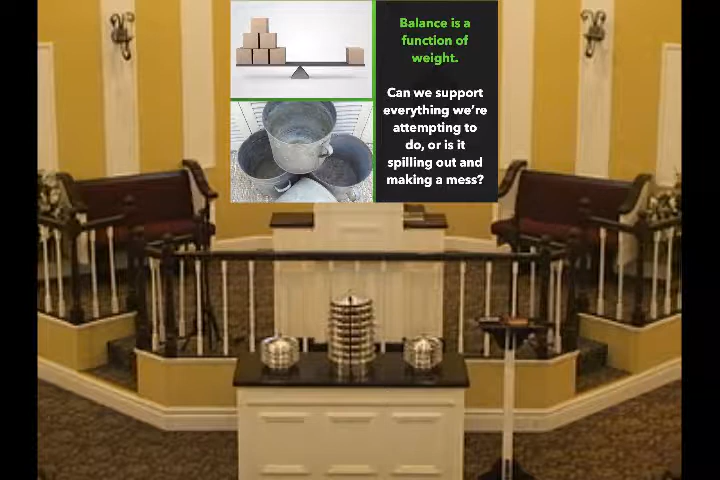 Balance is a
function of
weight.
Can we support
everything we're
attempting to
do, or is it
spilling out and
making a mess?